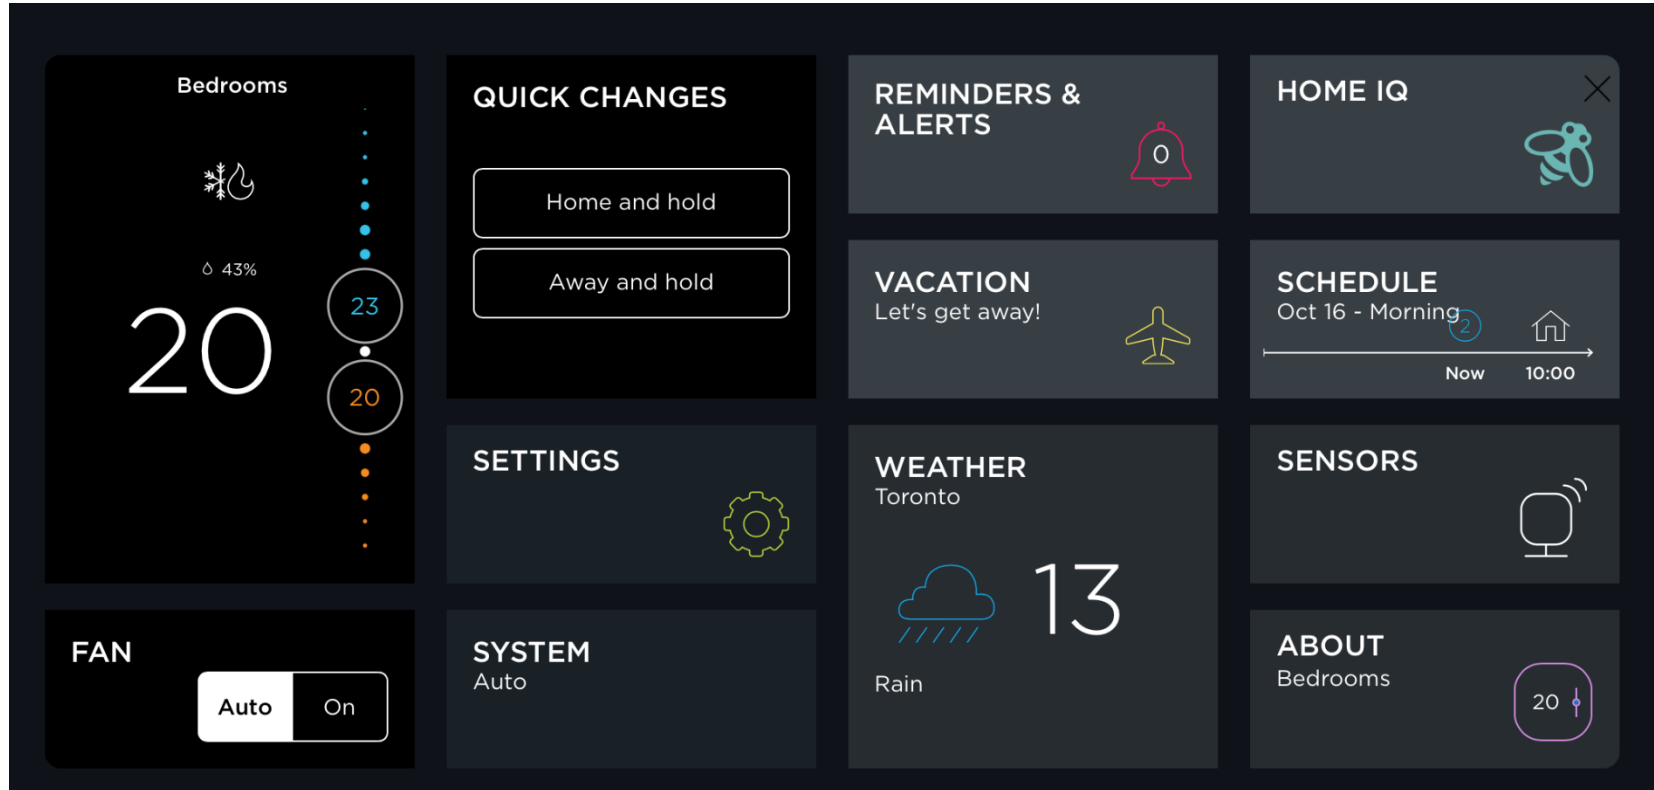 Bedrooms
43%
20
23
20
FAN
Auto
On
QUICK CHANGES
Home and hold
Away and hold
SETTINGS
SYSTEM
Auto
REMINDERS &
ALERTS
0
VACATION
Let's get away!
WEATHER
Toronto
13
Rain
HOME IQ
SCHEDULE
Oct 16 - Morning
2
Now
10:00
SENSORS
ABOUT
Bedrooms
20